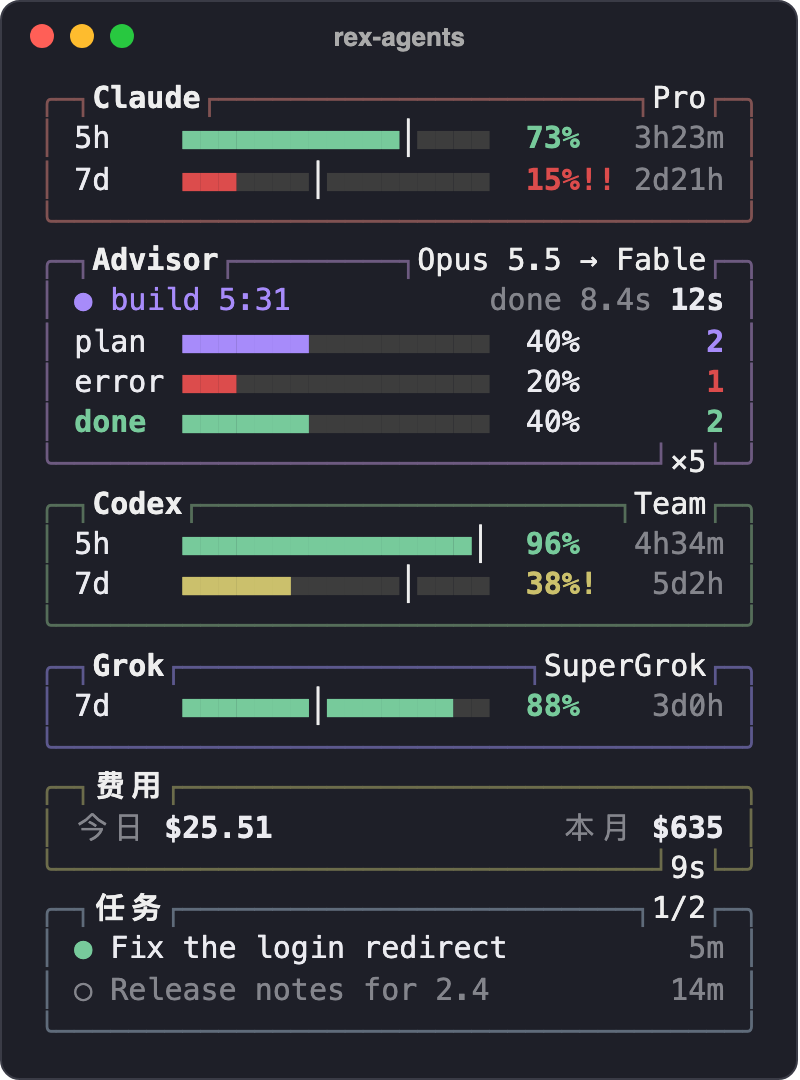 rex-agents
Claude Pro
5h 73% 3h23m
7d 15%!! 2d21h
Advisor Opus 5.5 → Fable
● build 5:31 done 8.4s 12s
plan 40% 2
error 20% 1
done 40% 2
×5
Codex Team
5h 96% 4h34m
7d 38%! 5d2h
Grok SuperGrok
7d 88% 3d0h
费用
今日 $25.51 本月 $635
9s
任务 1/2
● Fix the login redirect 5m
○ Release notes for 2.4 14m